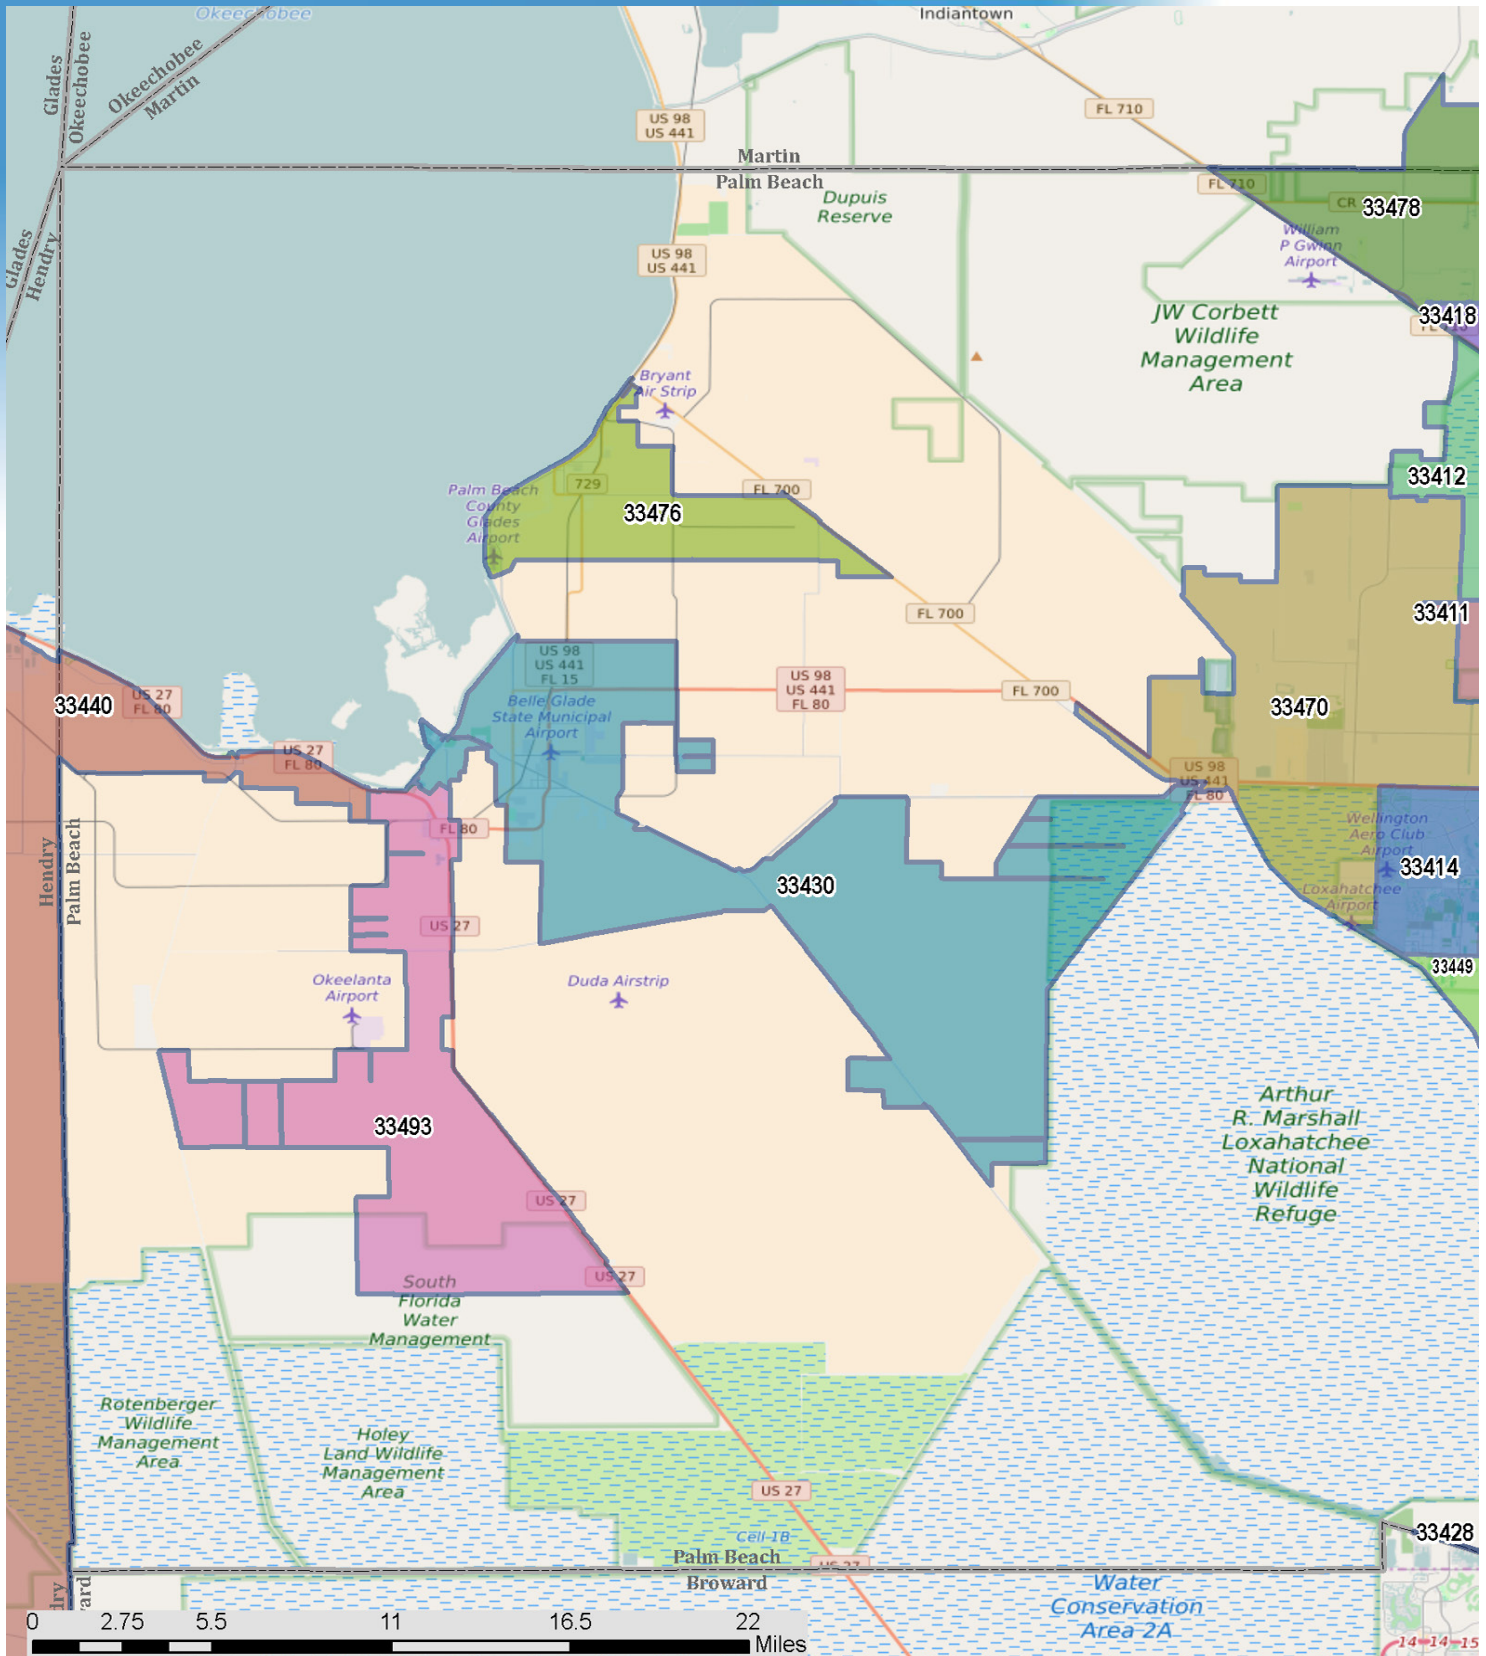 Okeechobee
Indiantown
Glades
Okeechobee
Okeechobee
Martin
FL 710
US 98
US 441
Martin
Palm Beach
FL 710
Dupuis
Reserve
CR
33478
William
P Gwinn
Airport
Glades
Hendry
US 98
US 441
33418
JW Corbett
Wildlife
Management
Area
Bryant
Air Strip
729
FL 700
33412
Palm Beach
County
Glades
Airport
33476
FL 700
33411
US 98
US 441
FL 15
US 98
US 441
FL 80
FL 700
33440
US 27
FL 80
Belle Glade
State Municipal
Airport
33470
US 27
FL 80
US 98
US 441
FL 80
FL 80
Wellington
Aero Club
Airport
33414
Hendry
Palm Beach
33430
Loxahatchee
Airport
US 27
33449
Okeelanta
Airport
Duda Airstrip
33493
Arthur
R. Marshall
Loxahatchee
National
Wildlife
Refuge
US 27
US 27
South
Florida
Water
Management
Rotenberger
Wildlife
Management
Area
Holey
Land Wildlife
Management
Area
US 27
Cell 1B
33428
Palm Beach
Broward
US 27
Water
Conservation
Area 2A
0 2.75 5.5 11 16.5 22
Miles
14 14 15